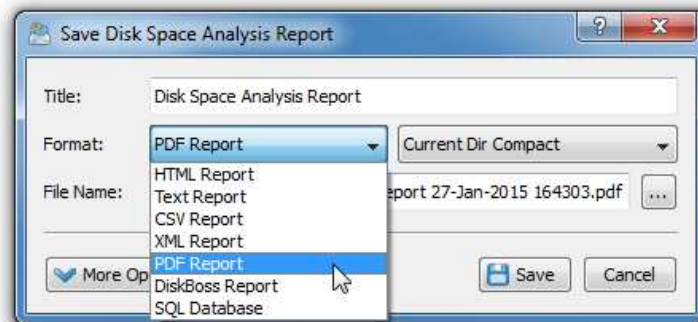 Save Disk Space Analysis Report
?
Title: Disk Space Analysis Report
Format: PDF Report Current Dir Compact
HTML Report
File Name: port 27-Jan-2015 164303.pdf ...
Text Report
CSV Report
XML Report
PDF Report
More Op Save Cancel
DiskBoss Report
SQL Database